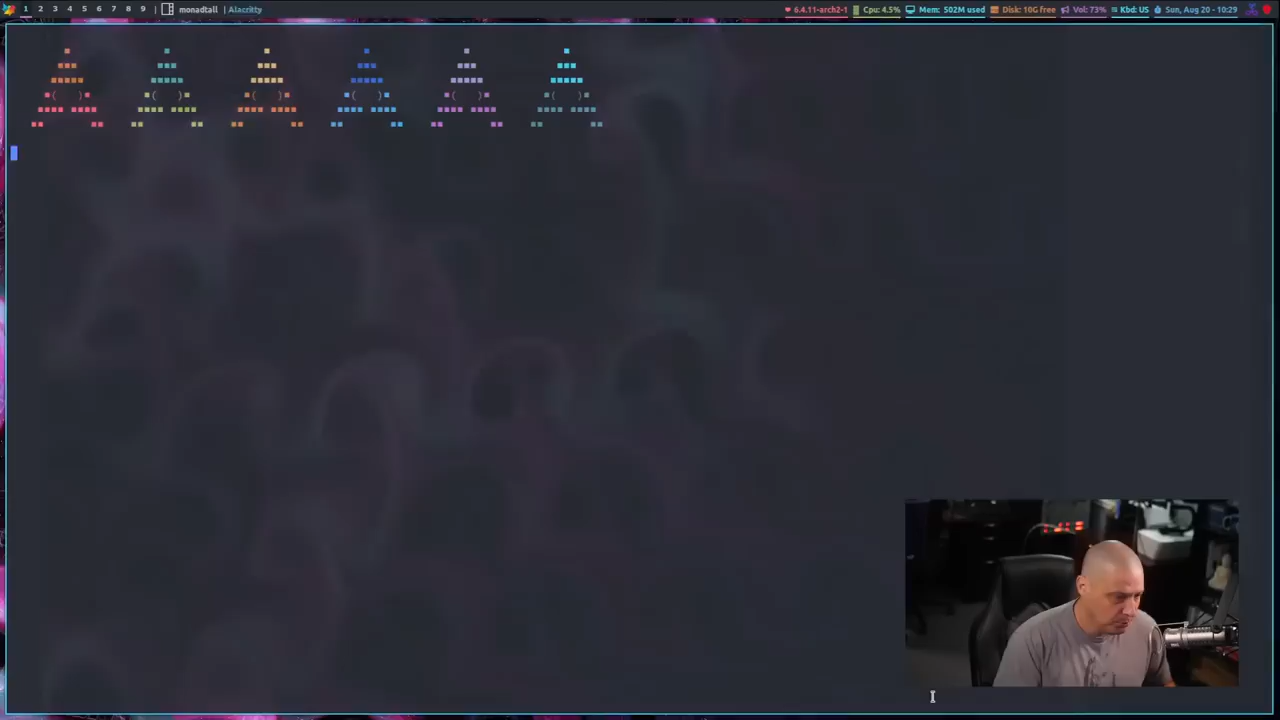 1 2 3 4 5 6 7 8 9 | monadtall | Alacritty 6.4.11-arch2-1 Cpu: 4.5% Mem: 502M used Disk: 10G free Vol: 73% Kbd: US Sun, Aug 20 - 10:29